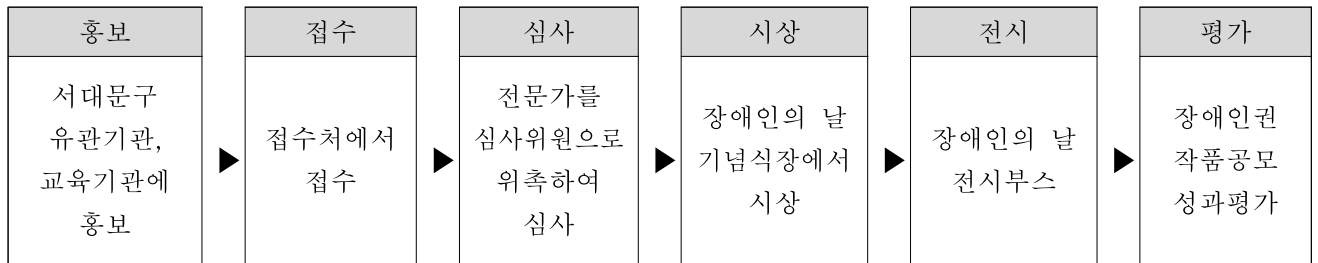 홍보
서대문구
유관기관,
교육기관에
홍보
▶
접수
접수처에서
접수
▶
심사
전문가를
심사위원으로
위촉하여
심사
▶
시상
장애인의 날
기념식장에서
시상
▶
전시
장애인의 날
전시부스
▶
평가
장애인권
작품공모
성과평가